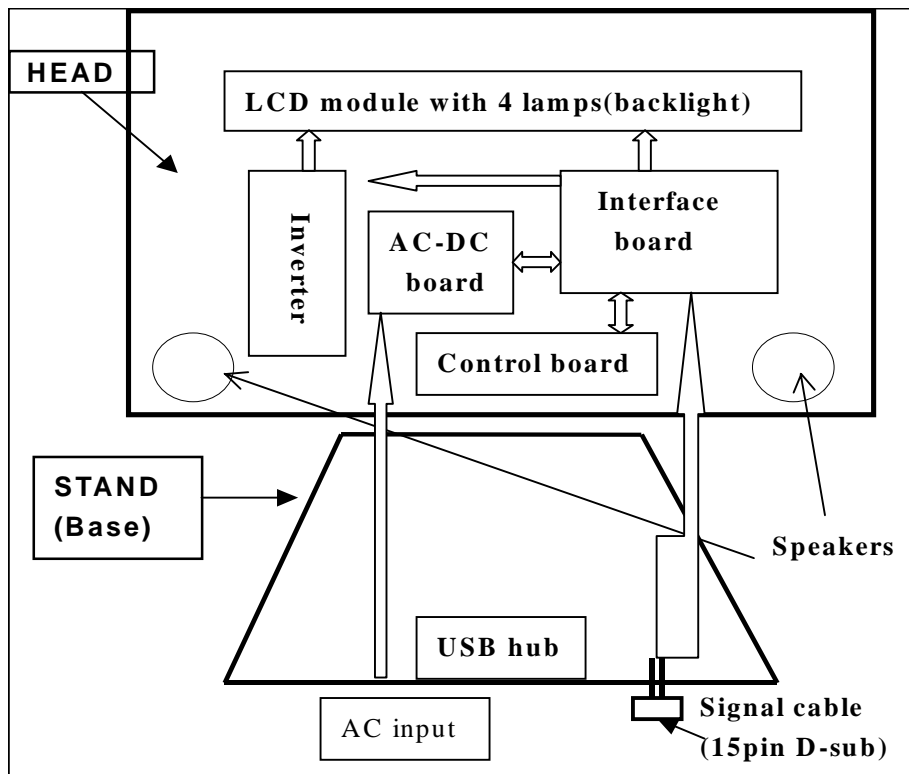 HEAD
LCD module with 4 lamps(backlight)
Inverter
Interface
board
AC-DC
board
Control board
STAND
(Base)
Speakers
USB hub
AC input
Signal cable
(15pin D-sub)